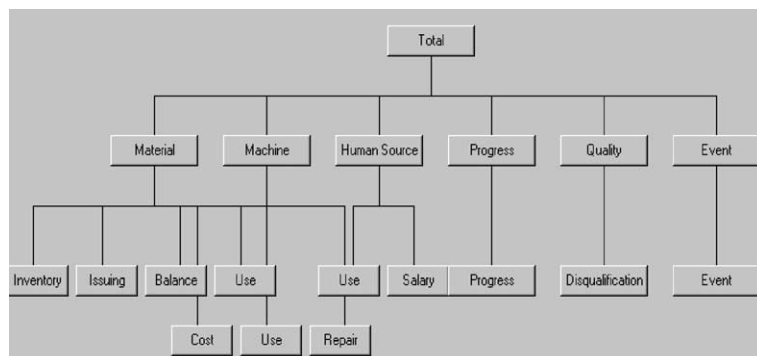 Total
Material Machine Human Source Progress Quality Event
Inventory Issuing Balance Use Use Salary Progress Disqualification Event
Cost Use Repair